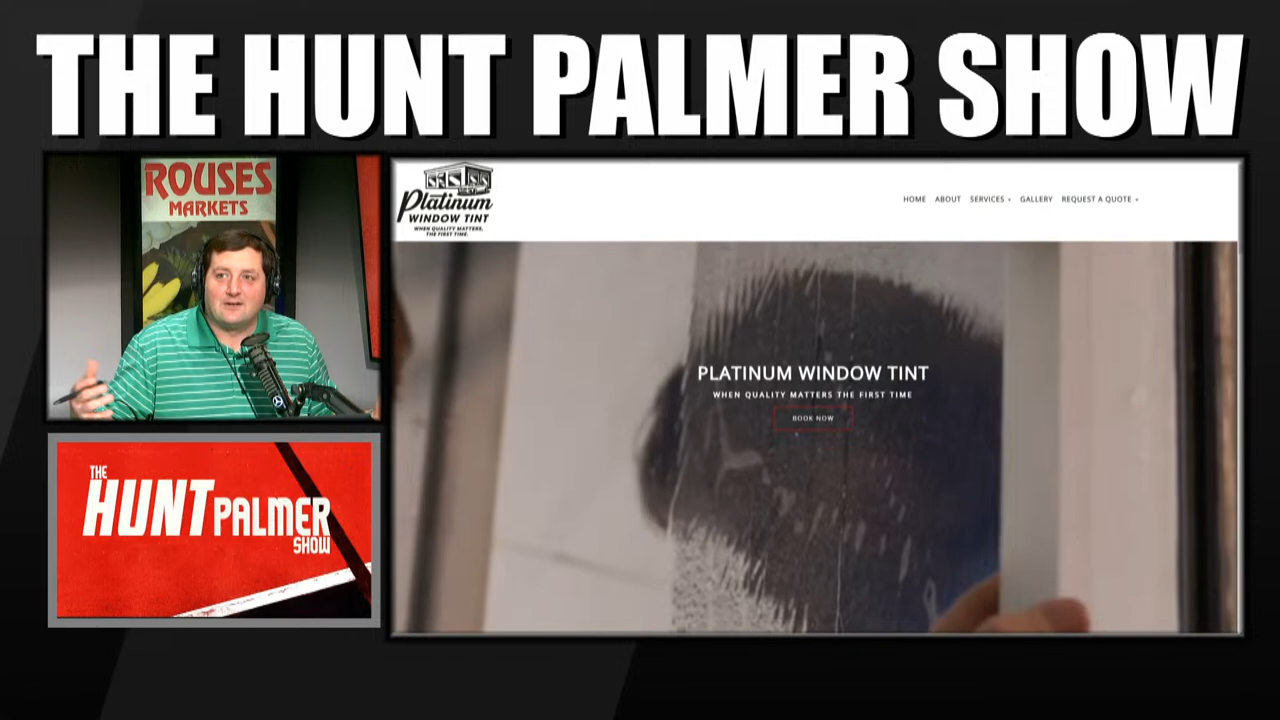 THE HUNT PALMER SHOW
ROUSES
MARKETS
Platinum
WINDOW TINT
WHEN QUALITY MATTERS,
THE FIRST TIME.
HOME ABOUT SERVICES GALLERY REQUEST A QUOTE
PLATINUM WINDOW TINT
WHEN QUALITY MATTERS THE FIRST TIME
BOOK NOW
THE
HUNT PALMER
SHOW